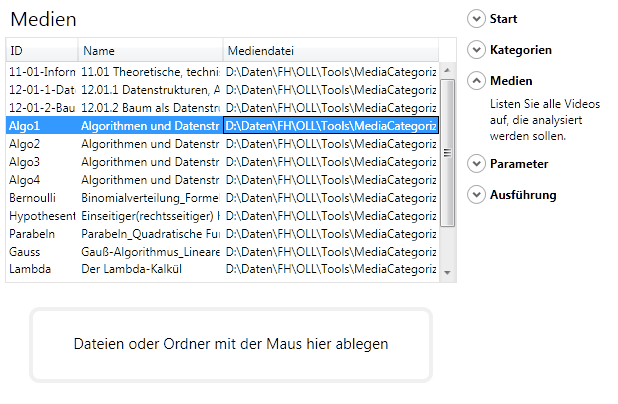 Medien
ID Name Mediendatei
11-01-Inforn 11.01 Theoretische, techni: D:\Daten\FH\OLL\Tools\MediaCategoriz
12-01-1-Dat 12.01.1 Datenstrukturen, A D:\Daten\FH\OLL\Tools\MediaCategoriz
12-01-2-Bau 12.01.2 Baum als Datenstru D:\Daten\FH\OLL\Tools\MediaCategoriz
Algo1 Algorithmen und Datenstr D:\Daten\FH\OLL\Tools\MediaCategoriz
Algo2 Algorithmen und Datenstr D:\Daten\FH\OLL\Tools\MediaCategoriz
Algo3 Algorithmen und Datenstr D:\Daten\FH\OLL\Tools\MediaCategoriz
Algo4 Algorithmen und Datenstr D:\Daten\FH\OLL\Tools\MediaCategoriz
Bernoulli Binomialverteilung_Formel D:\Daten\FH\OLL\Tools\MediaCategoriz
Hypothesent Einseitiger(rechtsseitiger) H D:\Daten\FH\OLL\Tools\MediaCategoriz
Parabeln Parabeln_Quadratische Fu D:\Daten\FH\OLL\Tools\MediaCategoriz
Gauss Gauß-Algorithmus_Lineare D:\Daten\FH\OLL\Tools\MediaCategoriz
Lambda Der Lambda-Kalkül D:\Daten\FH\OLL\Tools\MediaCategoriz
Dateien oder Ordner mit der Maus hier ablegen
Start
Kategorien
Medien
Listen Sie alle Videos
auf, die analysiert
werden sollen.
Parameter
Ausführung